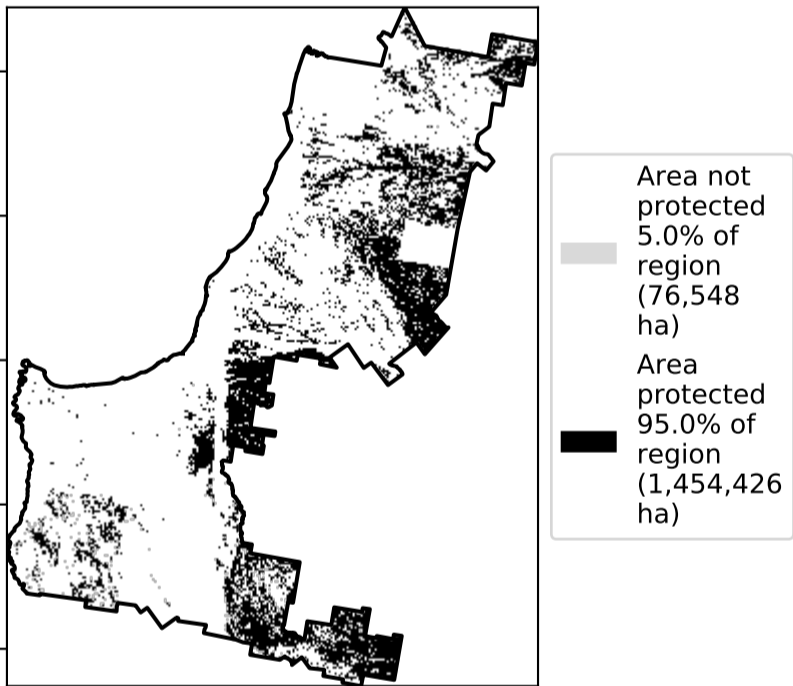 Area not
protected
5.0% of
region
(76,548
ha)
Area
protected
95.0% of
region
(1,454,426
ha)